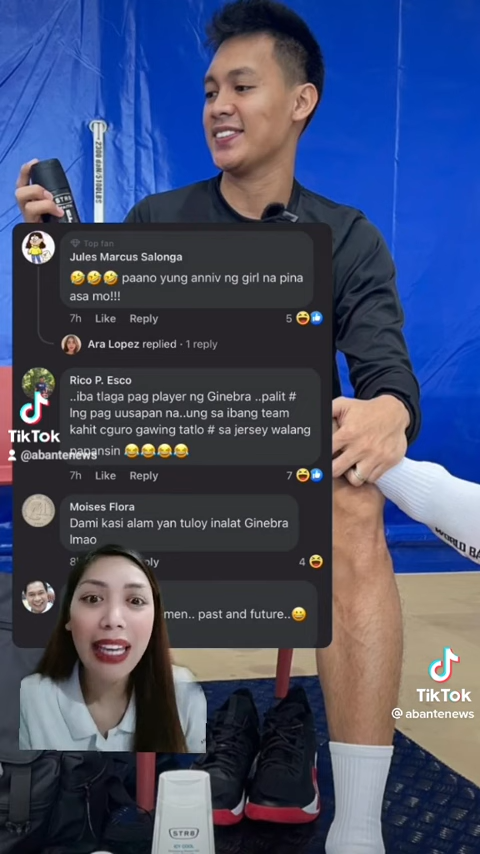 STR8
Top fan
Jules Marcus Salonga
🤣🤣🤣 paano yung anniv ng girl na pina
asa mo!!!
7h Like Reply 5
Ara Lopez replied · 1 reply
Rico P. Esco
..iba tlaga pag player ng Ginebra ..palit #
lng pag uusapan na..ung sa ibang team
kahit cguro gawing tatlo # sa jersey walang
papansin 😂😂😂😂
7h Like Reply 7
TikTok
@abantenews
Moises Flora
Dami kasi alam yan tuloy inalat Ginebra
lmao
4
men.. past and future..😀
TikTok
@abantenews
STR8